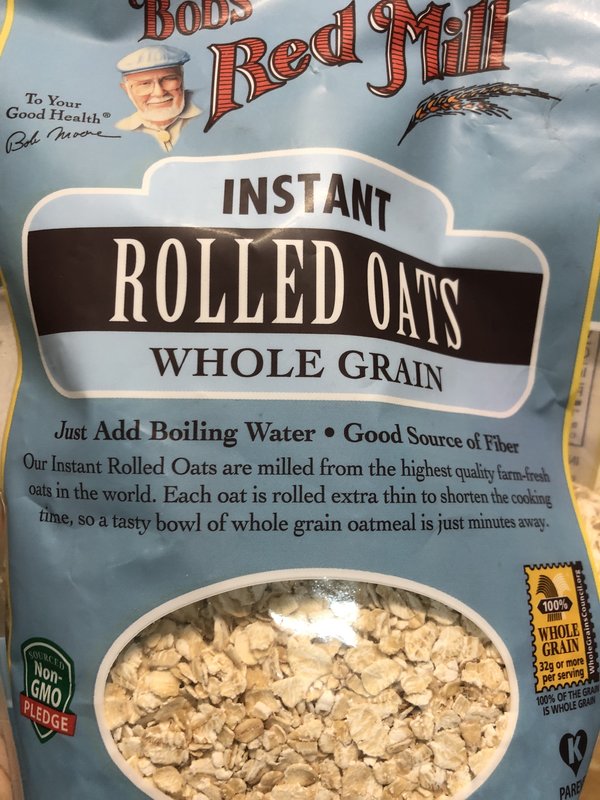 Bob's
Red Mill
To Your
Good Health®
Bob Moore
INSTANT
ROLLED OATS
WHOLE GRAIN
Just Add Boiling Water • Good Source of Fiber
Our Instant Rolled Oats are milled from the highest quality farm-fresh
oats in the world. Each oat is rolled extra thin to shorten the cooking
time, so a tasty bowl of whole grain oatmeal is just minutes away.
100%
WHOLE
GRAIN
32g or more
per serving
WholeGrainsCouncil.org
100% OF THE GRAIN
IS WHOLE GRAIN
SOURCED
Non-
GMO
PLEDGE
K